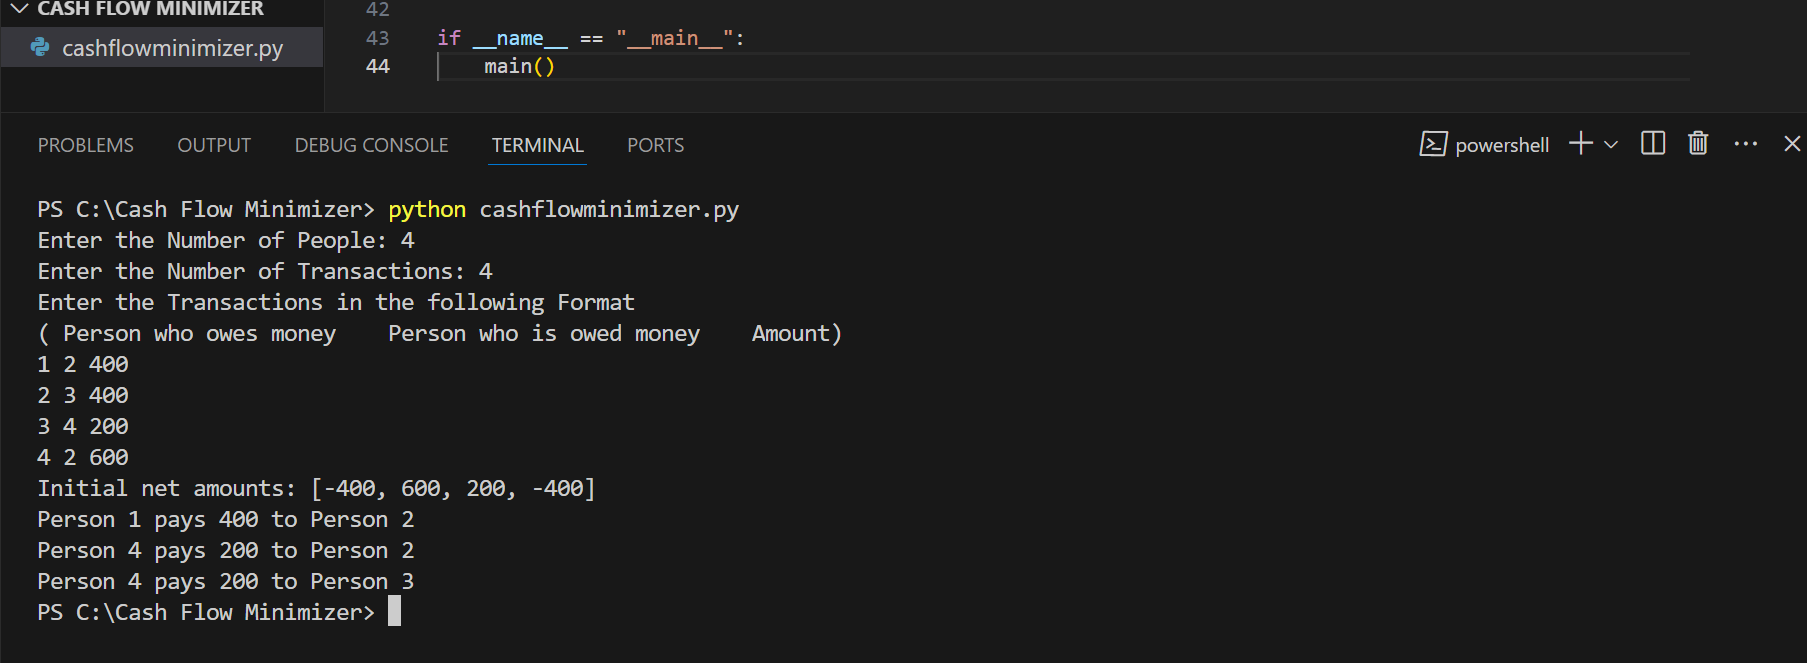 CASH FLOW MINIMIZER
cashflowminimizer.py
42
43 if __name__ == "__main__":
44 main()
PROBLEMS OUTPUT DEBUG CONSOLE TERMINAL PORTS powershell
PS C:\Cash Flow Minimizer> python cashflowminimizer.py
Enter the Number of People: 4
Enter the Number of Transactions: 4
Enter the Transactions in the following Format
( Person who owes money    Person who is owed money    Amount)
1 2 400
2 3 400
3 4 200
4 2 600
Initial net amounts: [-400, 600, 200, -400]
Person 1 pays 400 to Person 2
Person 4 pays 200 to Person 2
Person 4 pays 200 to Person 3
PS C:\Cash Flow Minimizer>